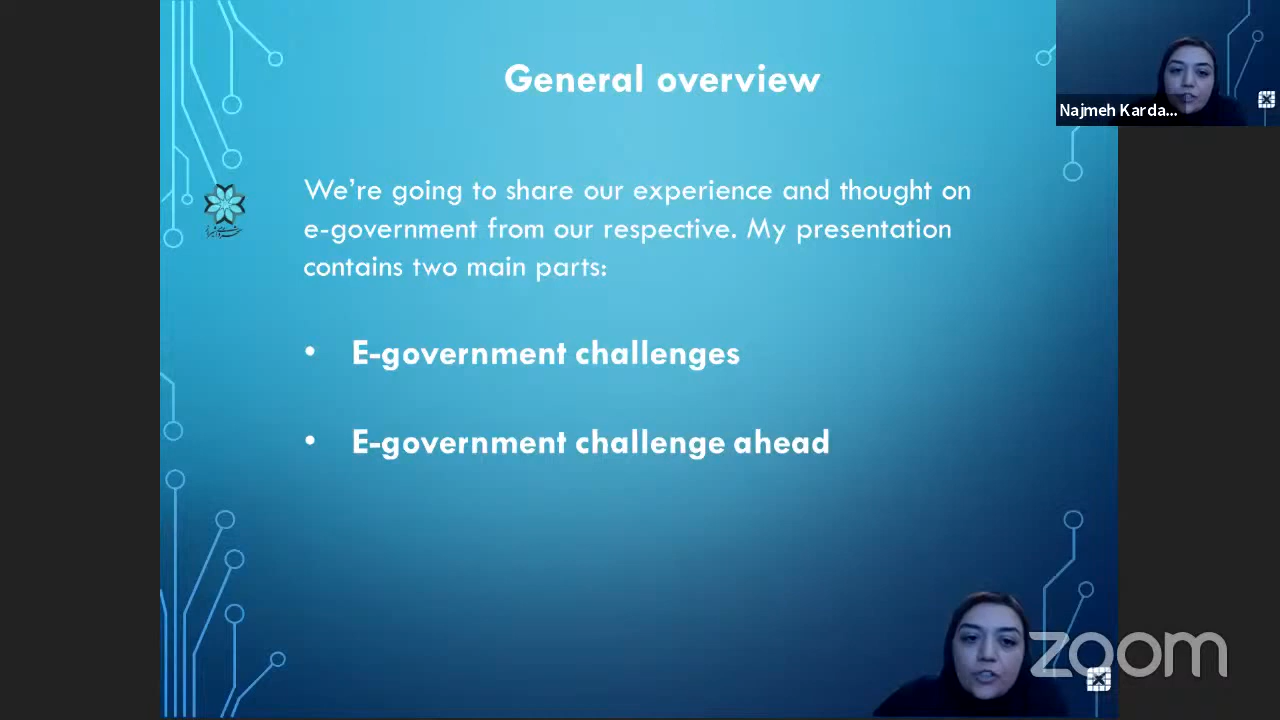 General overview
Najmeh Karda...
We're going to share our experience and thought on
e-government from our respective. My presentation
contains two main parts:
• E-government challenges
• E-government challenge ahead
zoom